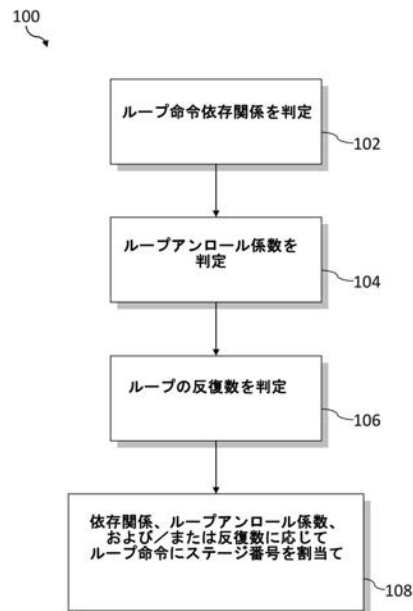 100
ループ命令依存関係を判定
102
ループアンロール係数を
判定
104
ループの反復数を判定
106
依存関係、ループアンロール係数、
および／または反復数に応じて
ループ命令にステージ番号を割当て
108